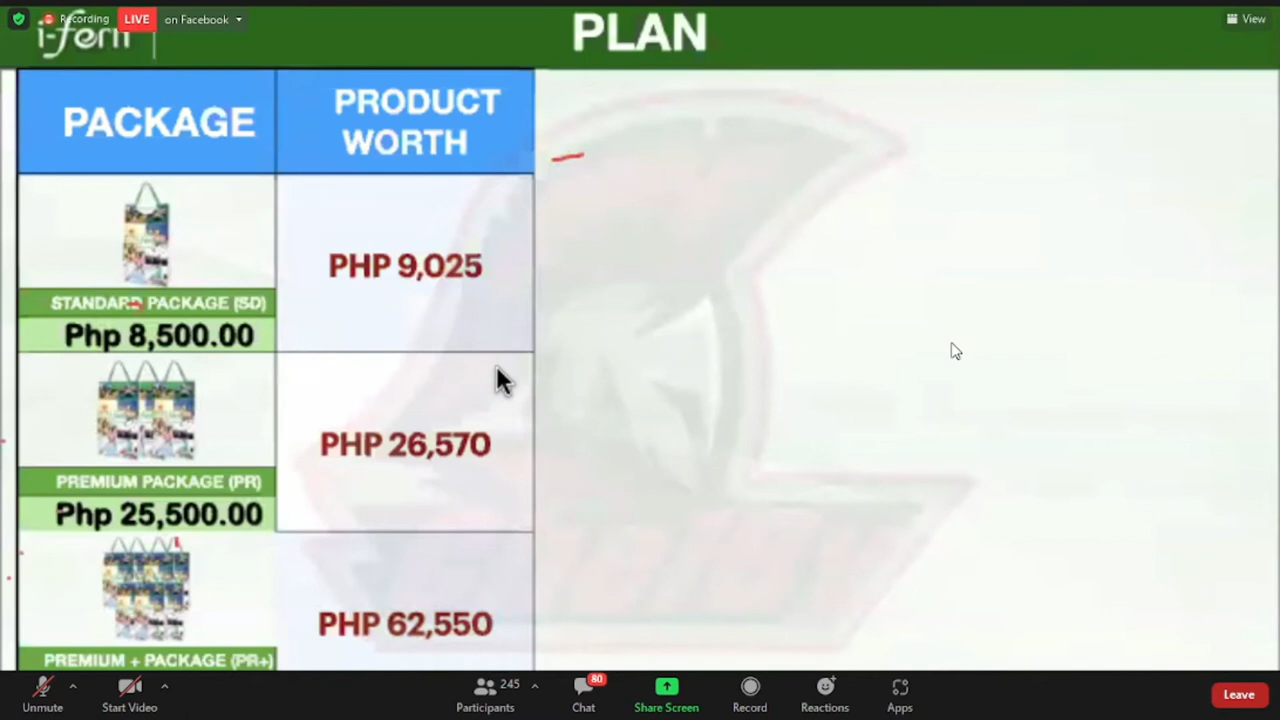 Recording LIVE on Facebook
View
i-fern
PLAN
PACKAGE
PRODUCT
WORTH
STANDARD PACKAGE (SD)
Php 8,500.00
PHP 9,025
PREMIUM PACKAGE (PR)
Php 25,500.00
PHP 26,570
PREMIUM + PACKAGE (PR+)
PHP 62,550
Unmute
Start Video
245
Participants
80
Chat
Share Screen
Record
Reactions
Apps
Leave